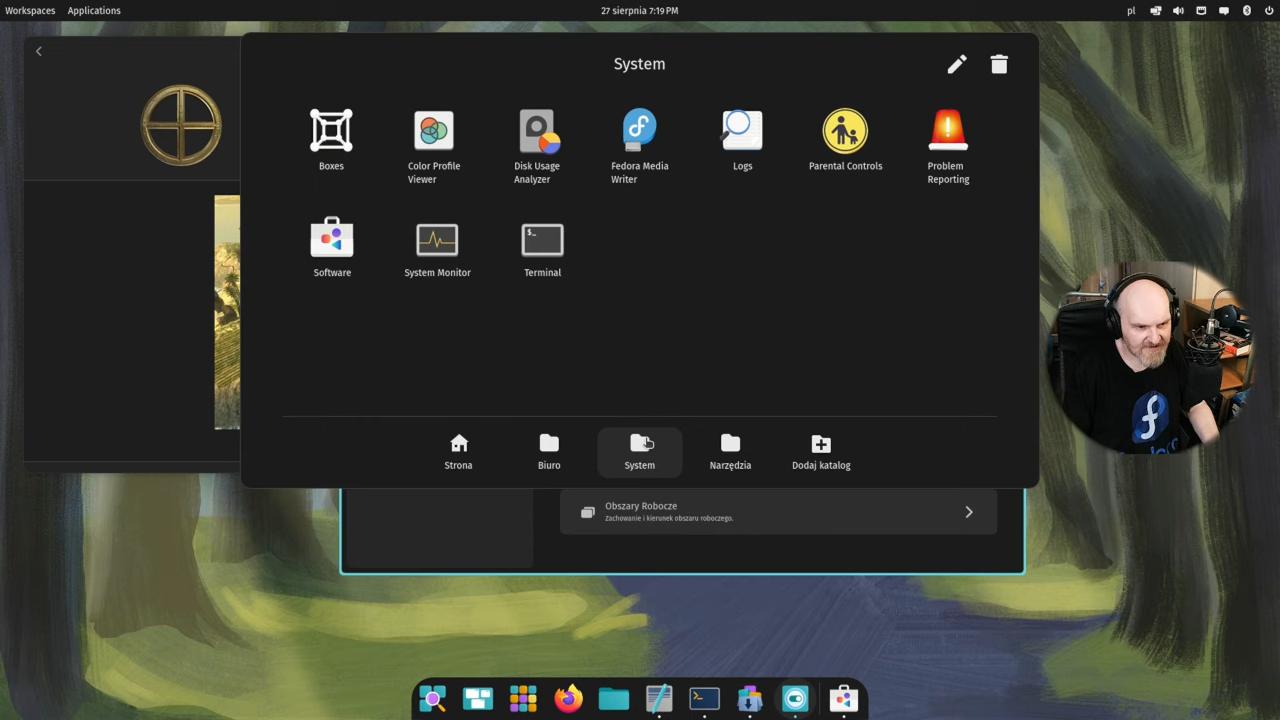 Workspaces
Applications
27 sierpnia 7:19 PM
pl
System
Boxes
Color Profile
Viewer
Disk Usage
Analyzer
Fedora Media
Writer
Logs
Parental Controls
Problem
Reporting
Software
System Monitor
$_
Terminal
Strona
Biuro
System
Narzędzia
Dodaj katalog
Obszary Robocze
Zachowanie i kierunek obszaru roboczego.